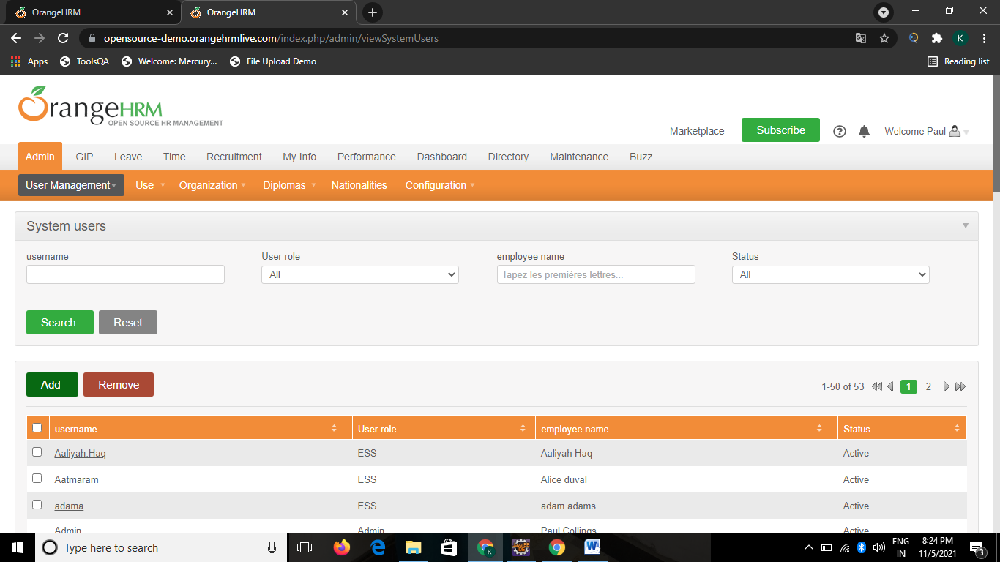 OrangeHRM
OrangeHRM
opensource-demo.orangehrmlive.com/index.php/admin/viewSystemUsers
K
Apps
ToolsQA
Welcome: Mercury...
File Upload Demo
Reading list
OrangeHRM
OPEN SOURCE HR MANAGEMENT
Marketplace
Subscribe
Welcome Paul
Admin
GIP
Leave
Time
Recruitment
My Info
Performance
Dashboard
Directory
Maintenance
Buzz
User Management
Use
Organization
Diplomas
Nationalities
Configuration
System users
username
User role
employee name
Status
All
Tapez les premières lettres...
All
Search
Reset
Add
Remove
1-50 of 53
1
2
username
User role
employee name
Status
Aaliyah.Haq
ESS
Aaliyah Haq
Active
Aatmaram
ESS
Alice duval
Active
adama
ESS
adam adams
Active
Admin
Admin
Paul Collings
Active
Type here to search
K
Java EE
IDE
W
ENG
IN
8:24 PM
11/5/2021
3